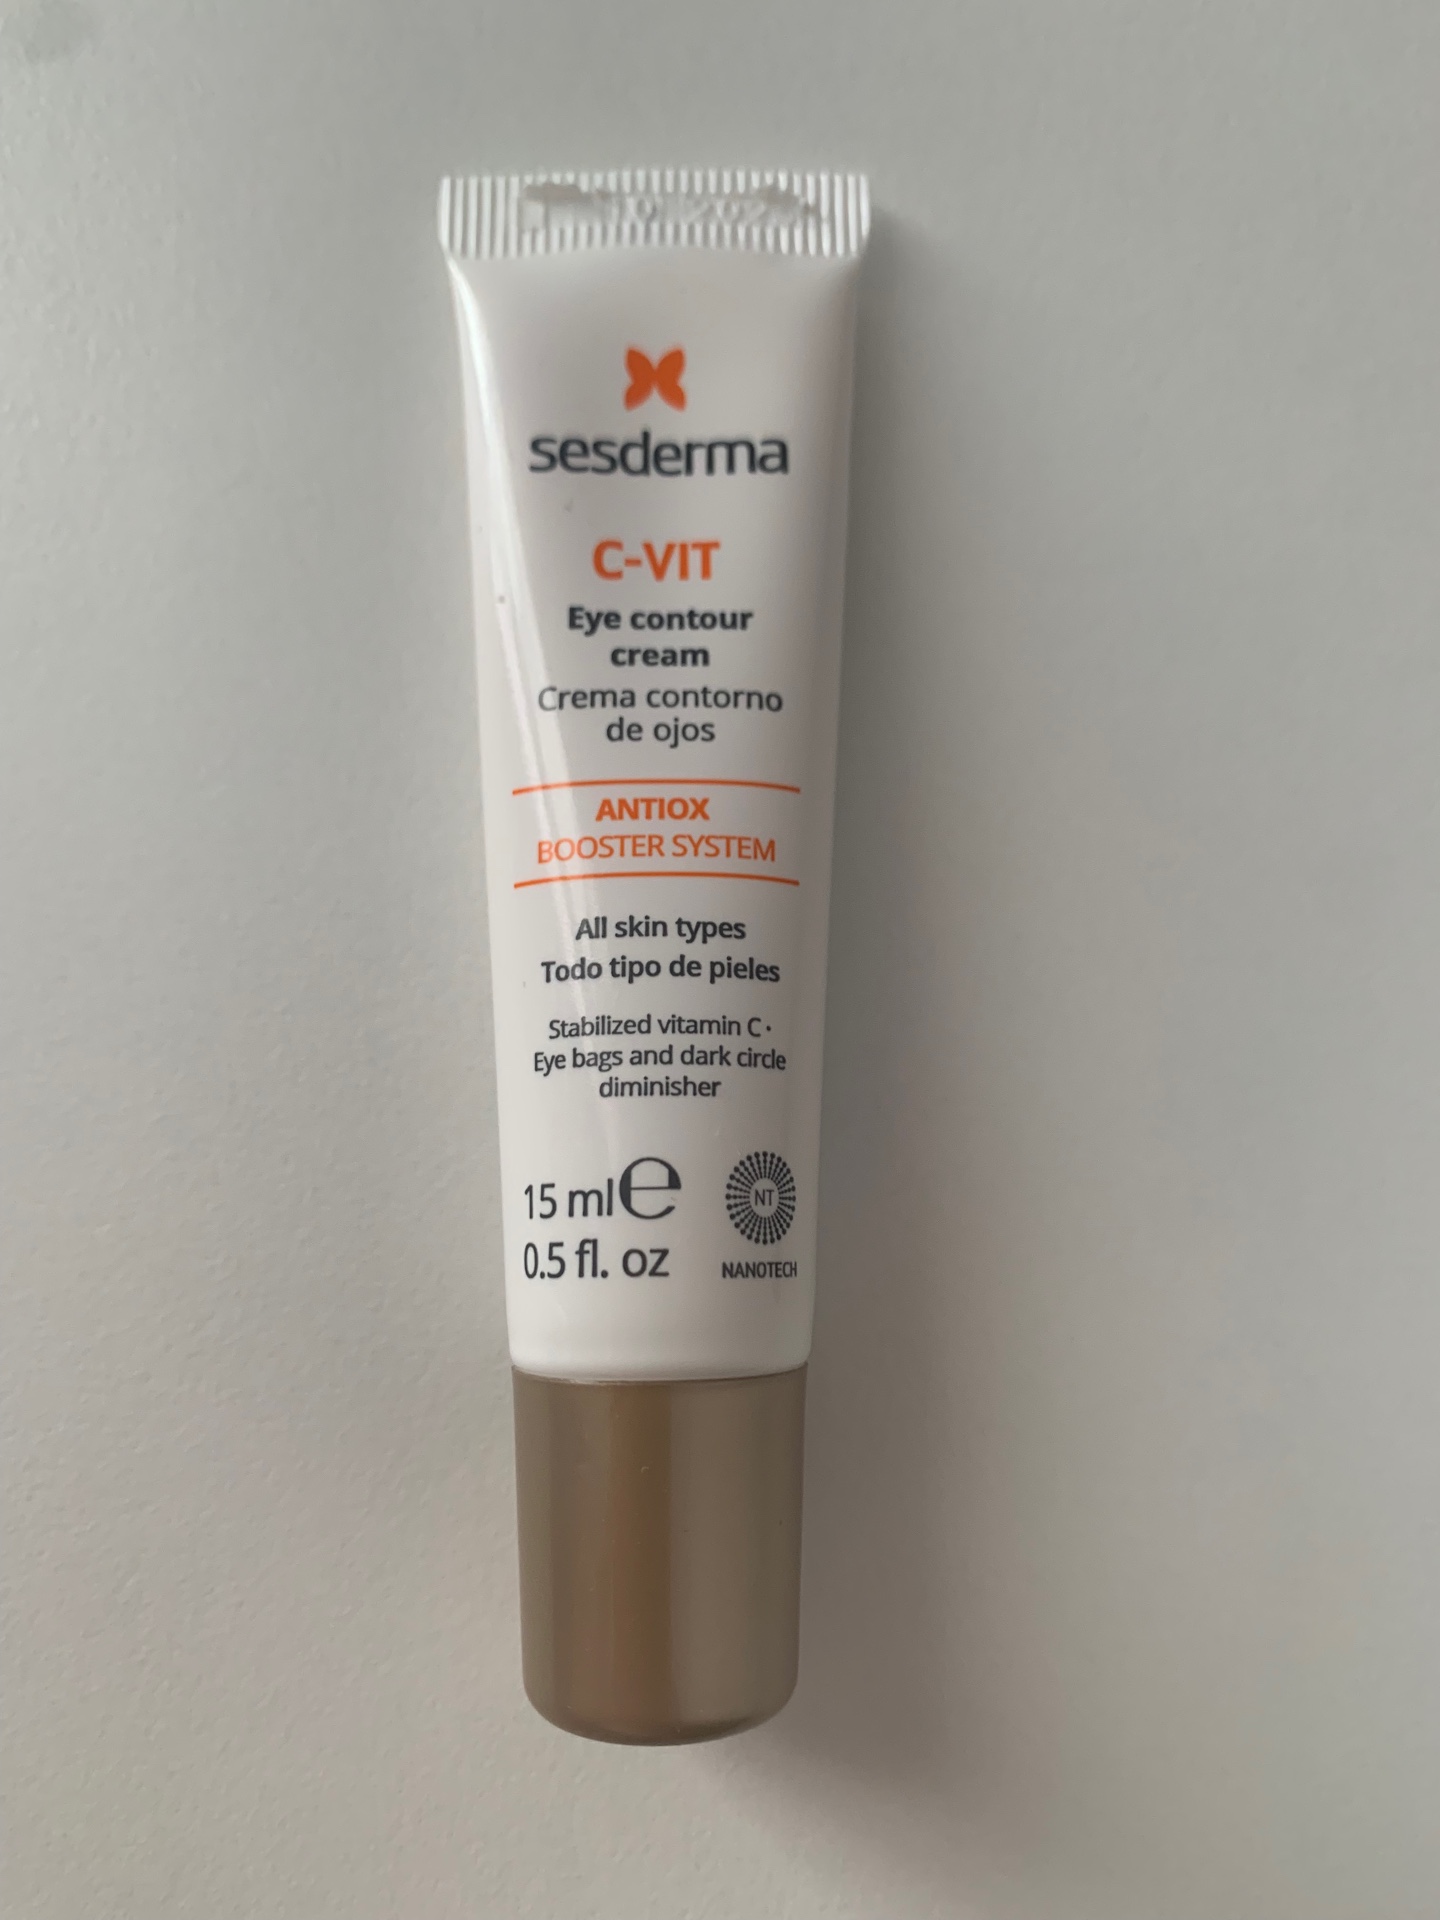 sesderma
C-VIT
Eye contour
cream
Crema contorno
de ojos
ANTIOX
BOOSTER SYSTEM
All skin types
Todo tipo de pieles
Stabilized vitamin C ·
Eye bags and dark circle
diminisher
15 ml e
0.5 fl. oz
NT
NANOTECH